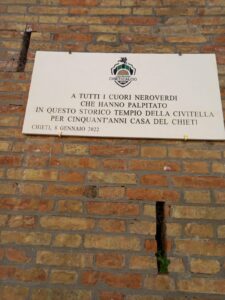 A TUTTI I CUORI NEROVERDI
CHE HANNO PALPITATO
IN QUESTO STORICO TEMPIO DELLA CIVITELLA
PER CINQUANT'ANNI CASA DEL CHIETI
CHIETI, 8 GENNAIO 2022